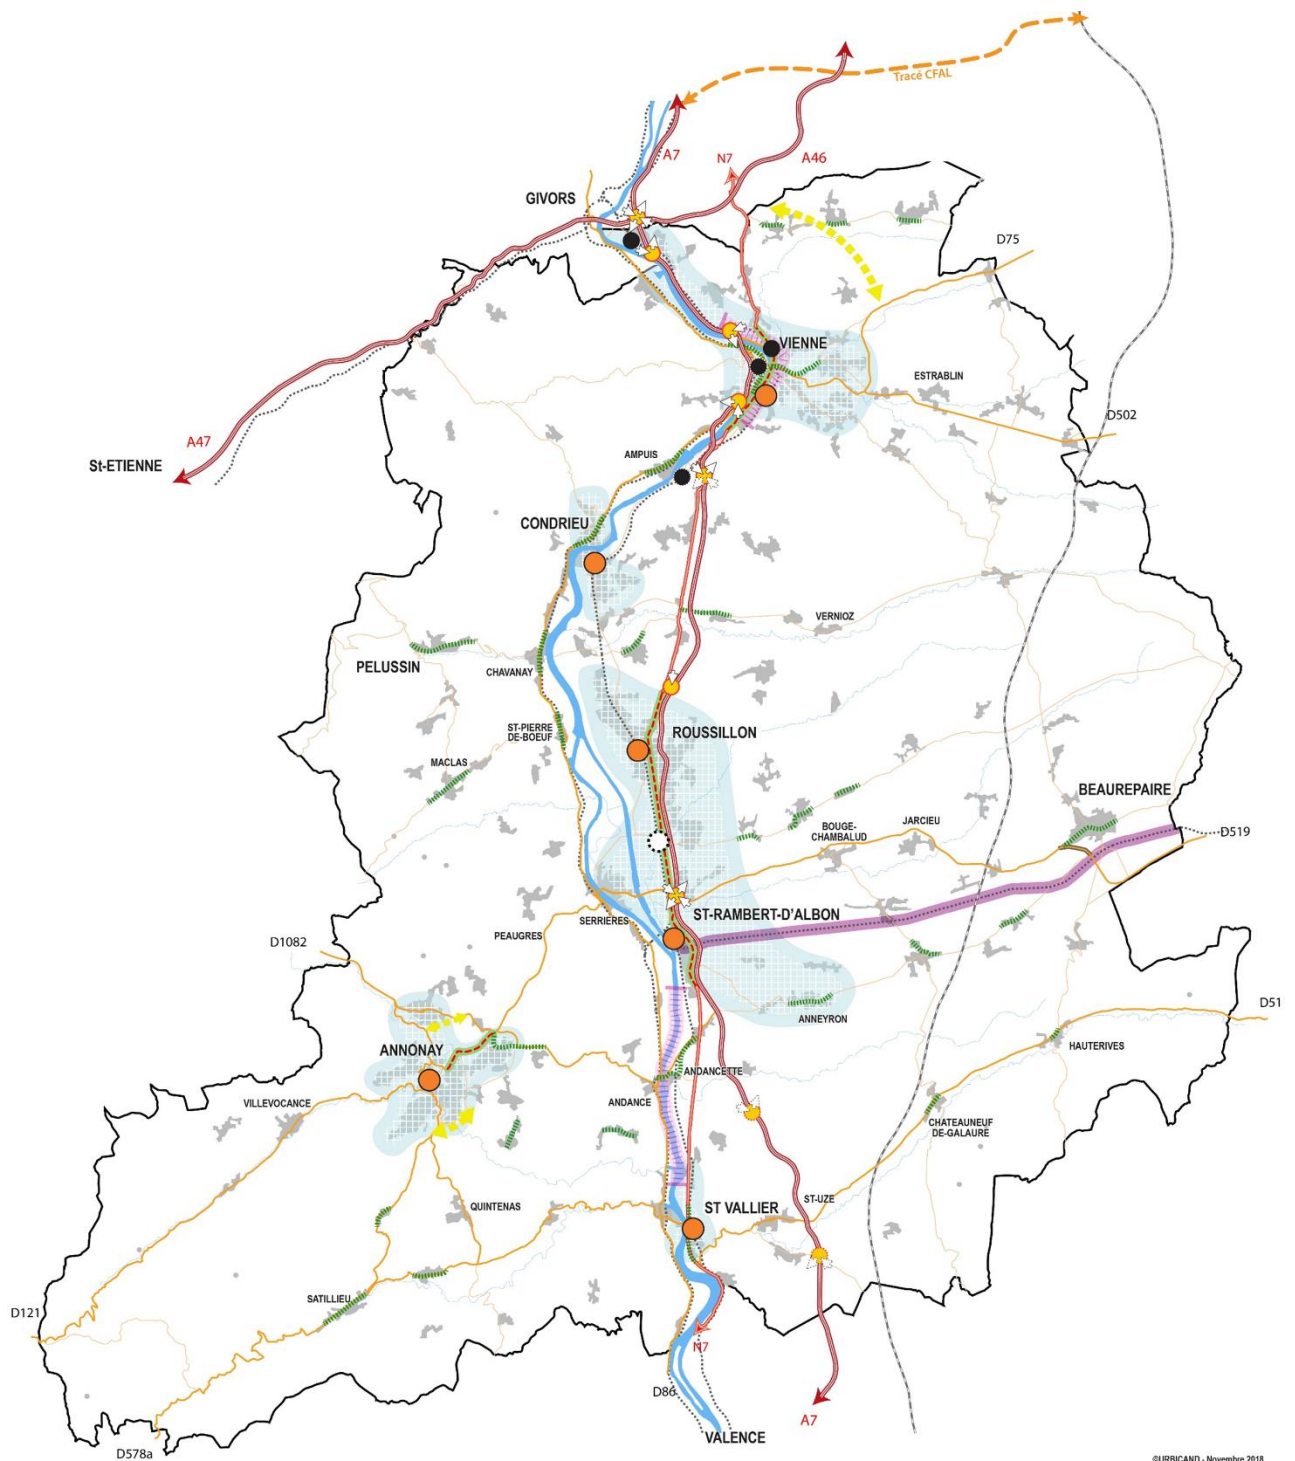 Tracé CFAL
A7
N7
A46
GIVORS
D75
VIENNE
ESTRABLIN
D502
A47
St-ETIENNE
AMPUIS
CONDRIEU
VERNIOZ
PELUSSIN
CHAVANAY
ST-PIERRE
DE-BOEUF
ROUSSILLON
MACLAS
BEAUREPAIRE
BOUGE-
CHAMBALUD
JARCIEU
D519
ST-RAMBERT-D'ALBON
SERRIÈRES
PEAUGRES
D1082
ANNEYRON
D51
HAUTERIVES
ANNONAY
ANDANCETTE
VILLEVOCANCE
ANDANCE
CHATEAUNEUF
DE-GALAURE
ST-UZE
QUINTENAS
ST VALLIER
SATILLIEU
D121
N7
D86
A7
VALENCE
D578a
©URBICAND - Novembre 2018